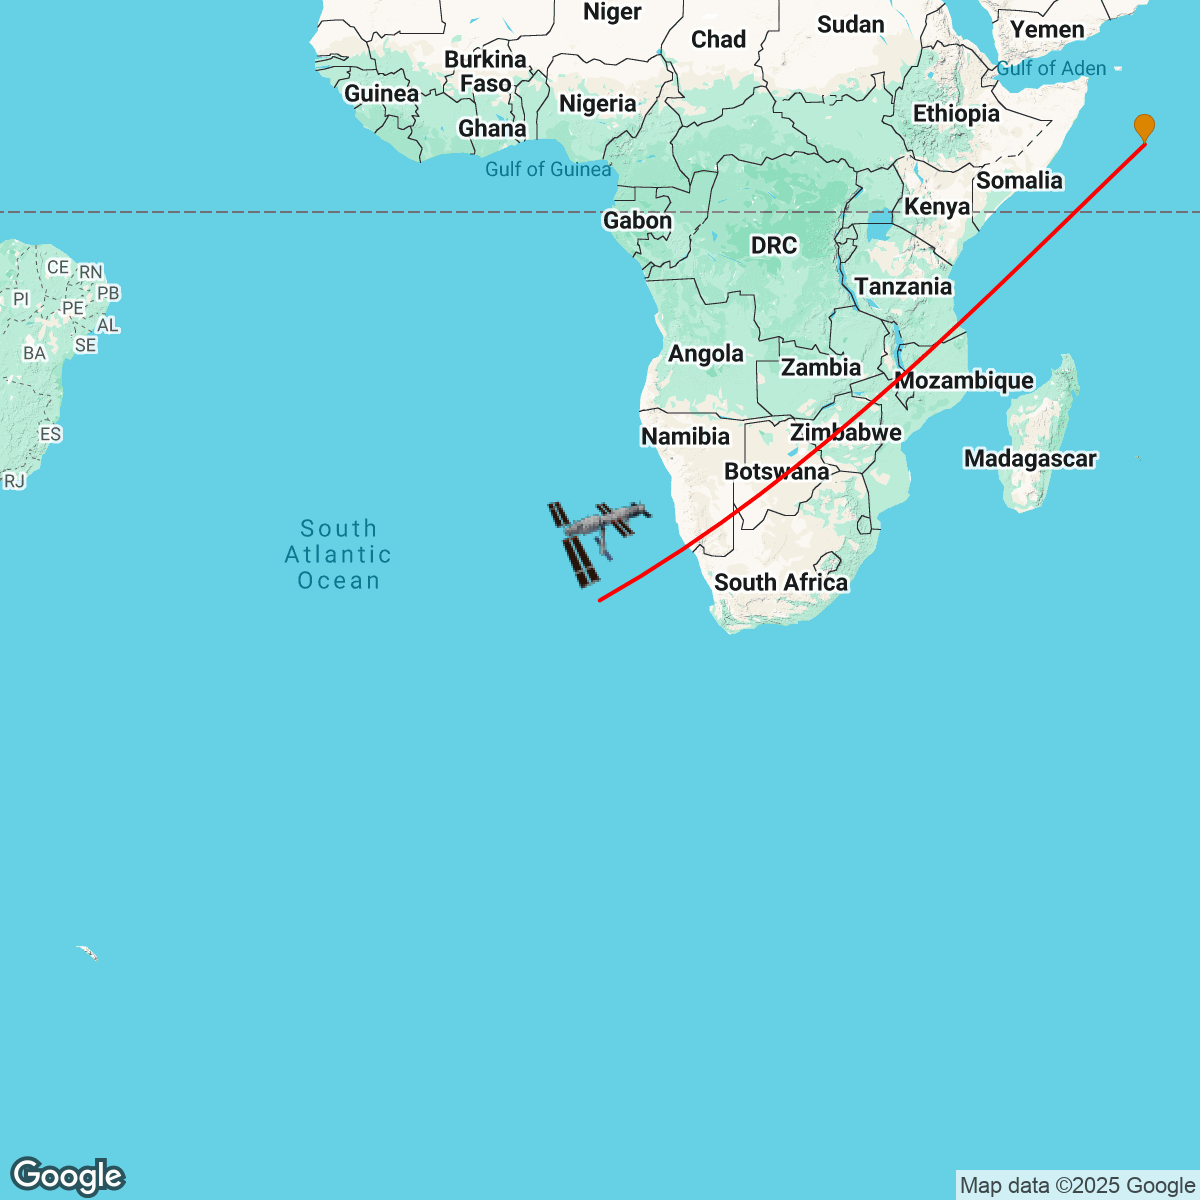 Niger
Chad
Sudan
Yemen
Burkina
Faso
Gulf of Aden
Guinea
Nigeria
Ethiopia
Ghana
Gulf of Guinea
Somalia
Kenya
Gabon
DRC
CE
RN
PI
PB
PE
Tanzania
AL
SE
BA
Angola
Zambia
Mozambique
ES
Namibia
Zimbabwe
Madagascar
Botswana
RJ
South
Atlantic
Ocean
South Africa
Google
Map data ©2025 Google